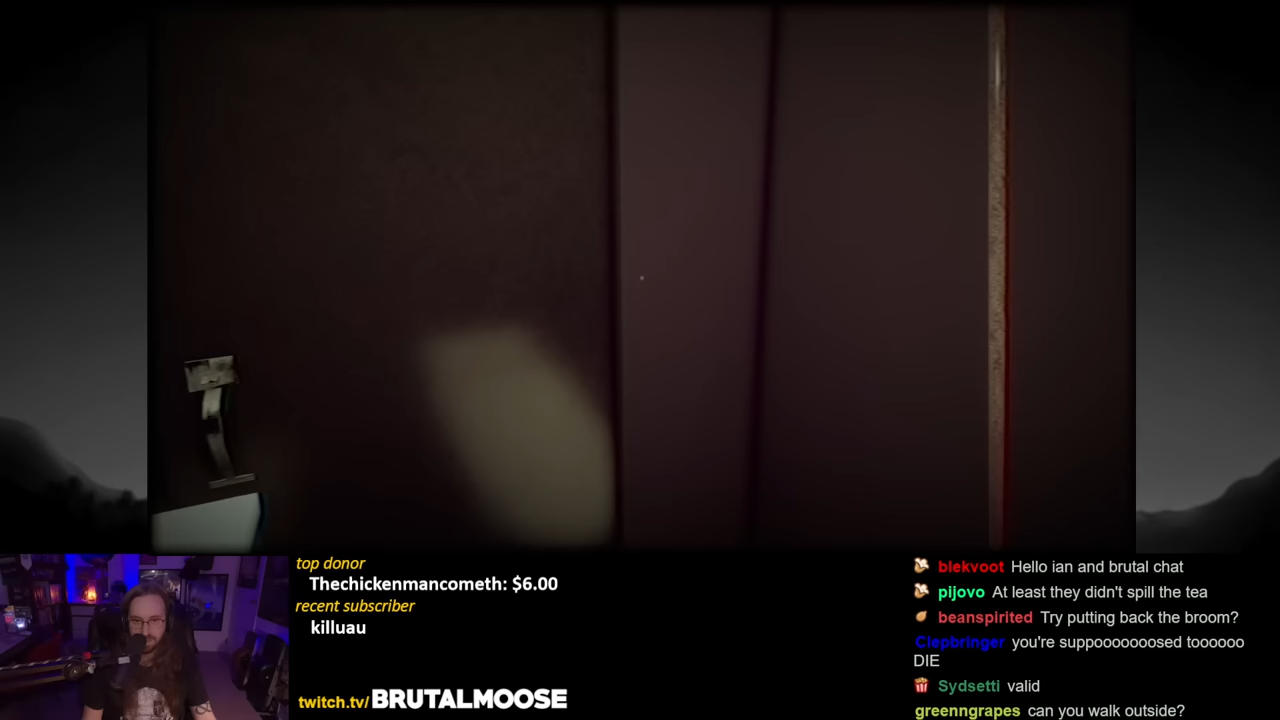 top donor
Thechickenmancometh: $6.00
recent subscriber
killuau
twitch.tv/BRUTALMOOSE
blekvoot Hello ian and brutal chat
pijovo At least they didn't spill the tea
beanspirited Try putting back the broom?
Clepbringer you're suppooooooosed toooooo
DIE
Sydsetti valid
greenngrapes can you walk outside?